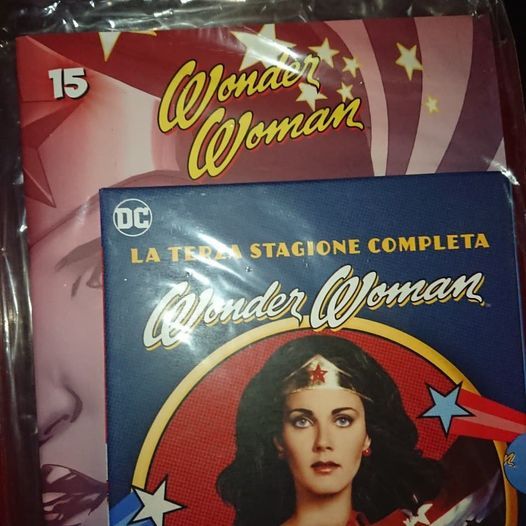 15
Wonder
Woman
DC
LA TERZA STAGIONE COMPLETA
Wonder Woman